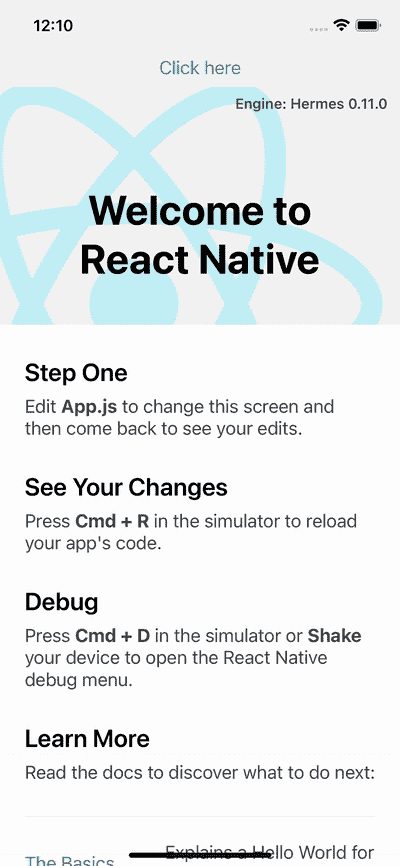 12:10
Click here
Engine: Hermes 0.11.0
Welcome to
React Native
Step One
Edit App.js to change this screen and
then come back to see your edits.
See Your Changes
Press Cmd + R in the simulator to reload
your app's code.
Debug
Press Cmd + D in the simulator or Shake
your device to open the React Native
debug menu.
Learn More
Read the docs to discover what to do next:
The Basics
Explains a Hello World for